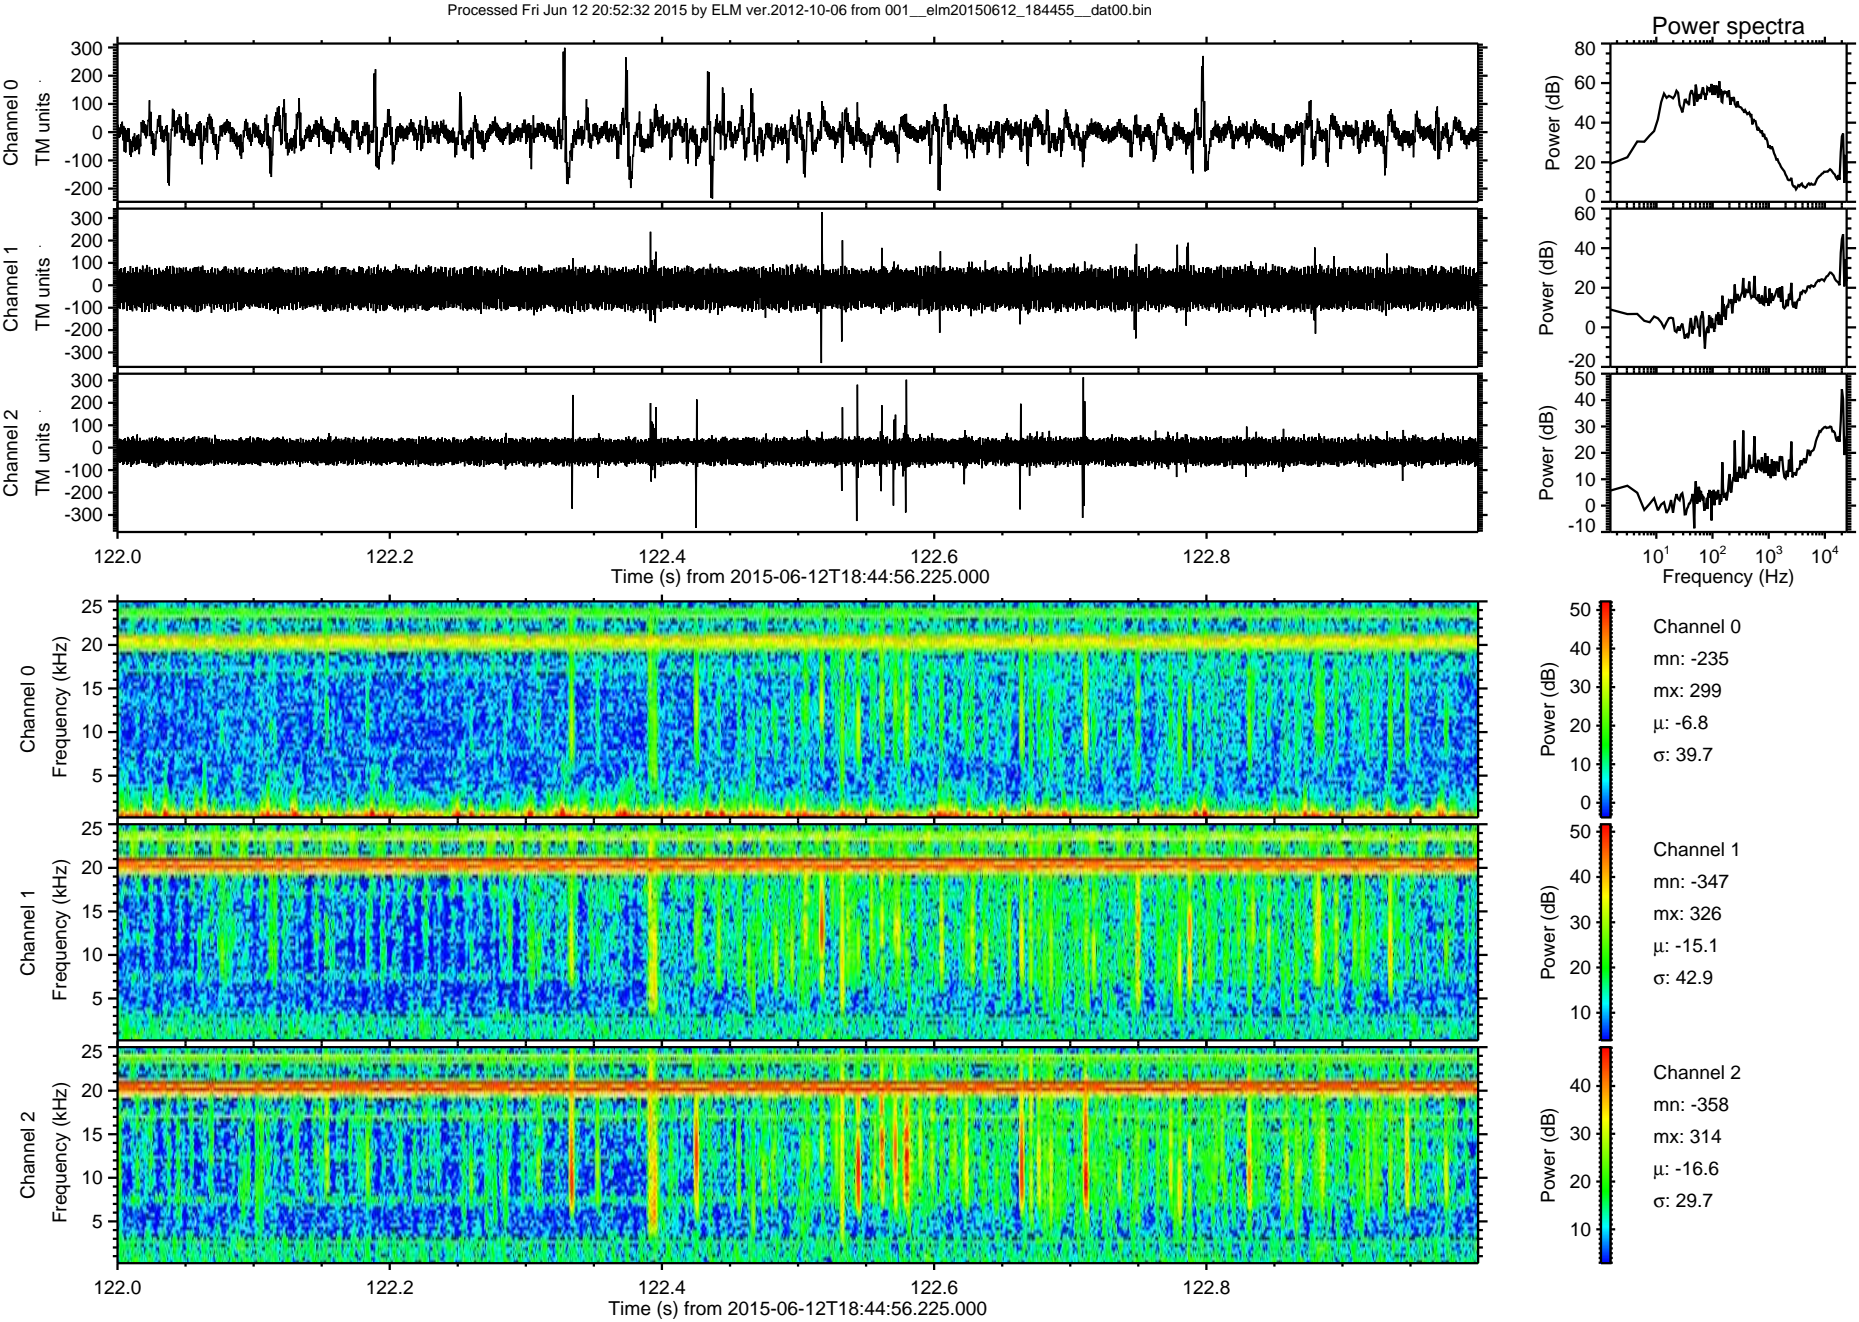 Processed Fri Jun 12 20:52:32 2015 by ELM ver.2012-10-06 from 001__elm20150612_184455__dat00.bin
Power spectra
Channel 0
TM units
300
200
100
0
-100
-200
Power (dB)
80
60
40
20
0
Channel 1
TM units
300
200
100
0
-100
-200
-300
Power (dB)
60
40
20
0
-20
Channel 2
TM units
300
200
100
0
-100
-200
-300
Power (dB)
50
40
30
20
10
0
-10
122.0 122.2 122.4 122.6 122.8
Time (s) from 2015-06-12T18:44:56.225.000
10¹ 10² 10³ 10⁴
Frequency (Hz)
Channel 0
Frequency (kHz)
25
20
15
10
5
Power (dB)
50
40
30
20
10
0
Channel 0
mn: -235
mx: 299
μ: -6.8
σ: 39.7
Channel 1
Frequency (kHz)
25
20
15
10
5
Power (dB)
50
40
30
20
10
Channel 1
mn: -347
mx: 326
μ: -15.1
σ: 42.9
Channel 2
Frequency (kHz)
25
20
15
10
5
Power (dB)
40
30
20
10
Channel 2
mn: -358
mx: 314
μ: -16.6
σ: 29.7
122.0 122.2 122.4 122.6 122.8
Time (s) from 2015-06-12T18:44:56.225.000